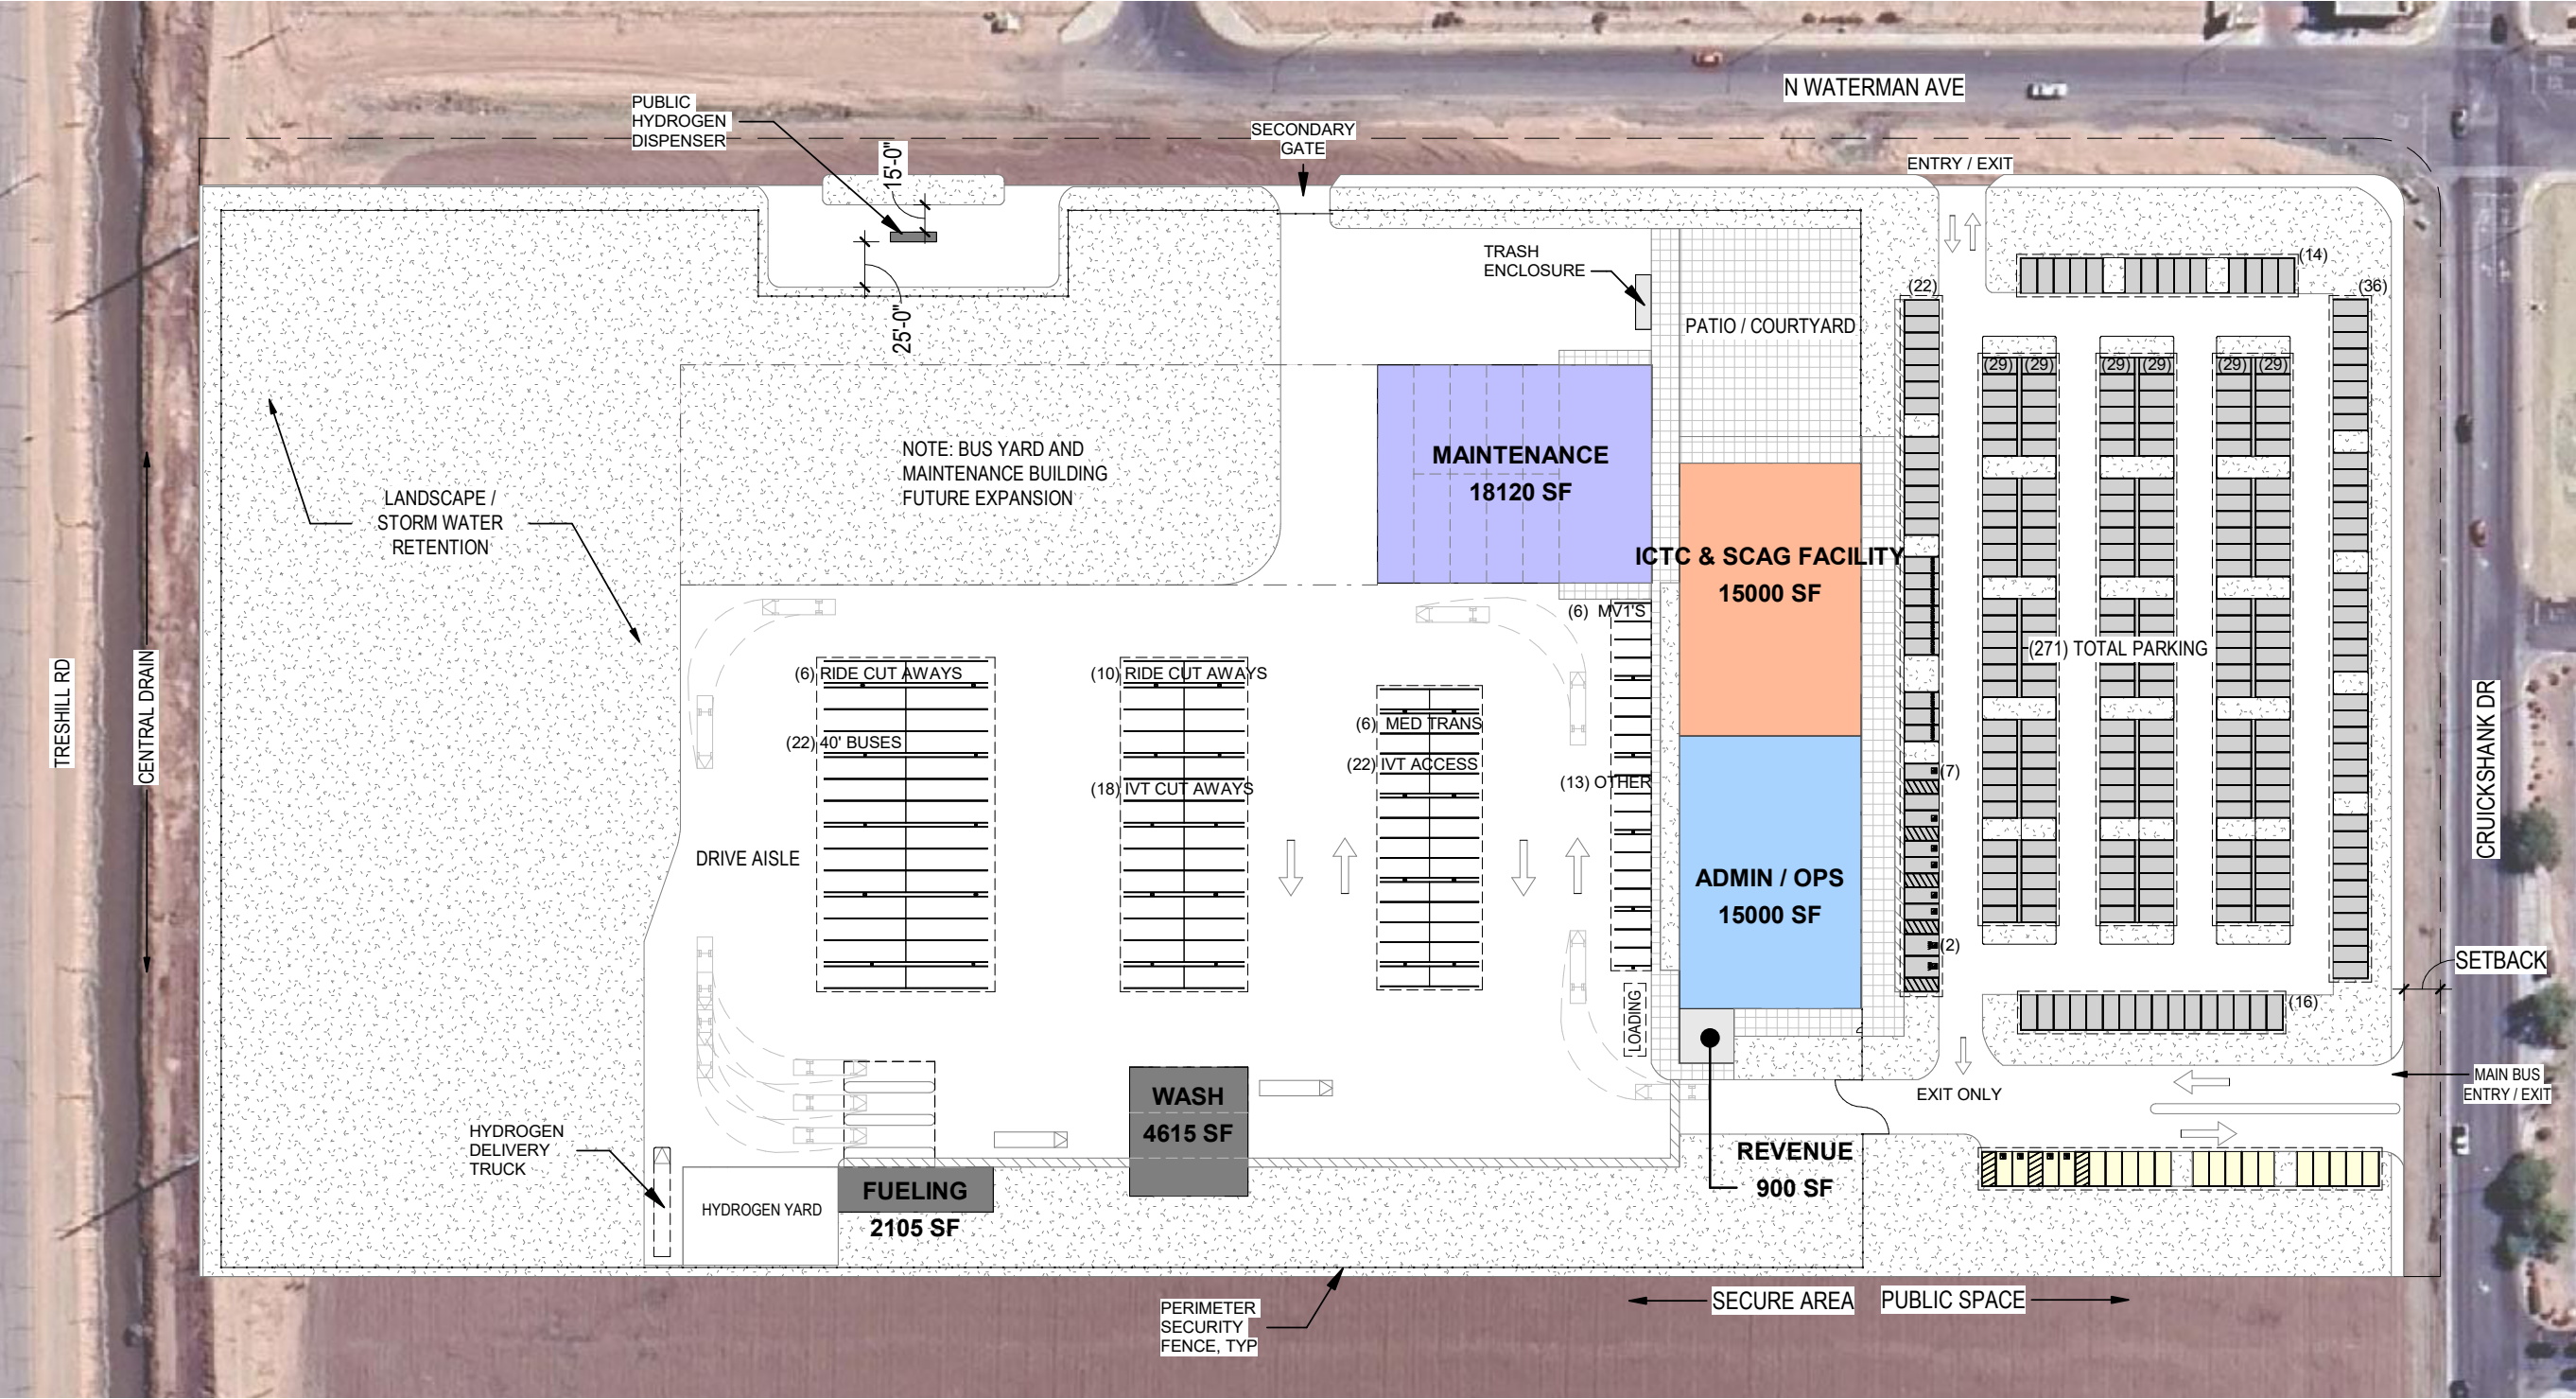 N WATERMAN AVE
PUBLIC
HYDROGEN
DISPENSER
15'-0"
25'-0"
SECONDARY
GATE
ENTRY / EXIT
TRASH
ENCLOSURE
PATIO / COURTYARD
(14)
(22)
(36)
(29) (29) (29) (29) (29) (29)
NOTE: BUS YARD AND
MAINTENANCE BUILDING
FUTURE EXPANSION
MAINTENANCE
18120 SF
LANDSCAPE /
STORM WATER
RETENTION
ICTC & SCAG FACILITY
15000 SF
(6) MV1'S
(271) TOTAL PARKING
TRESHILL RD
CENTRAL DRAIN
CRUICKSHANK DR
(6) RIDE CUT AWAYS
(10) RIDE CUT AWAYS
(6) MED TRANS
(22) 40' BUSES
(22) IVT ACCESS
(18) IVT CUT AWAYS
(13) OTHER
(7)
DRIVE AISLE
ADMIN / OPS
15000 SF
(2)
SETBACK
(16)
LOADING
MAIN BUS
ENTRY / EXIT
EXIT ONLY
WASH
4615 SF
HYDROGEN
DELIVERY
TRUCK
REVENUE
900 SF
FUELING
2105 SF
HYDROGEN YARD
PERIMETER
SECURITY
FENCE, TYP
SECURE AREA
PUBLIC SPACE